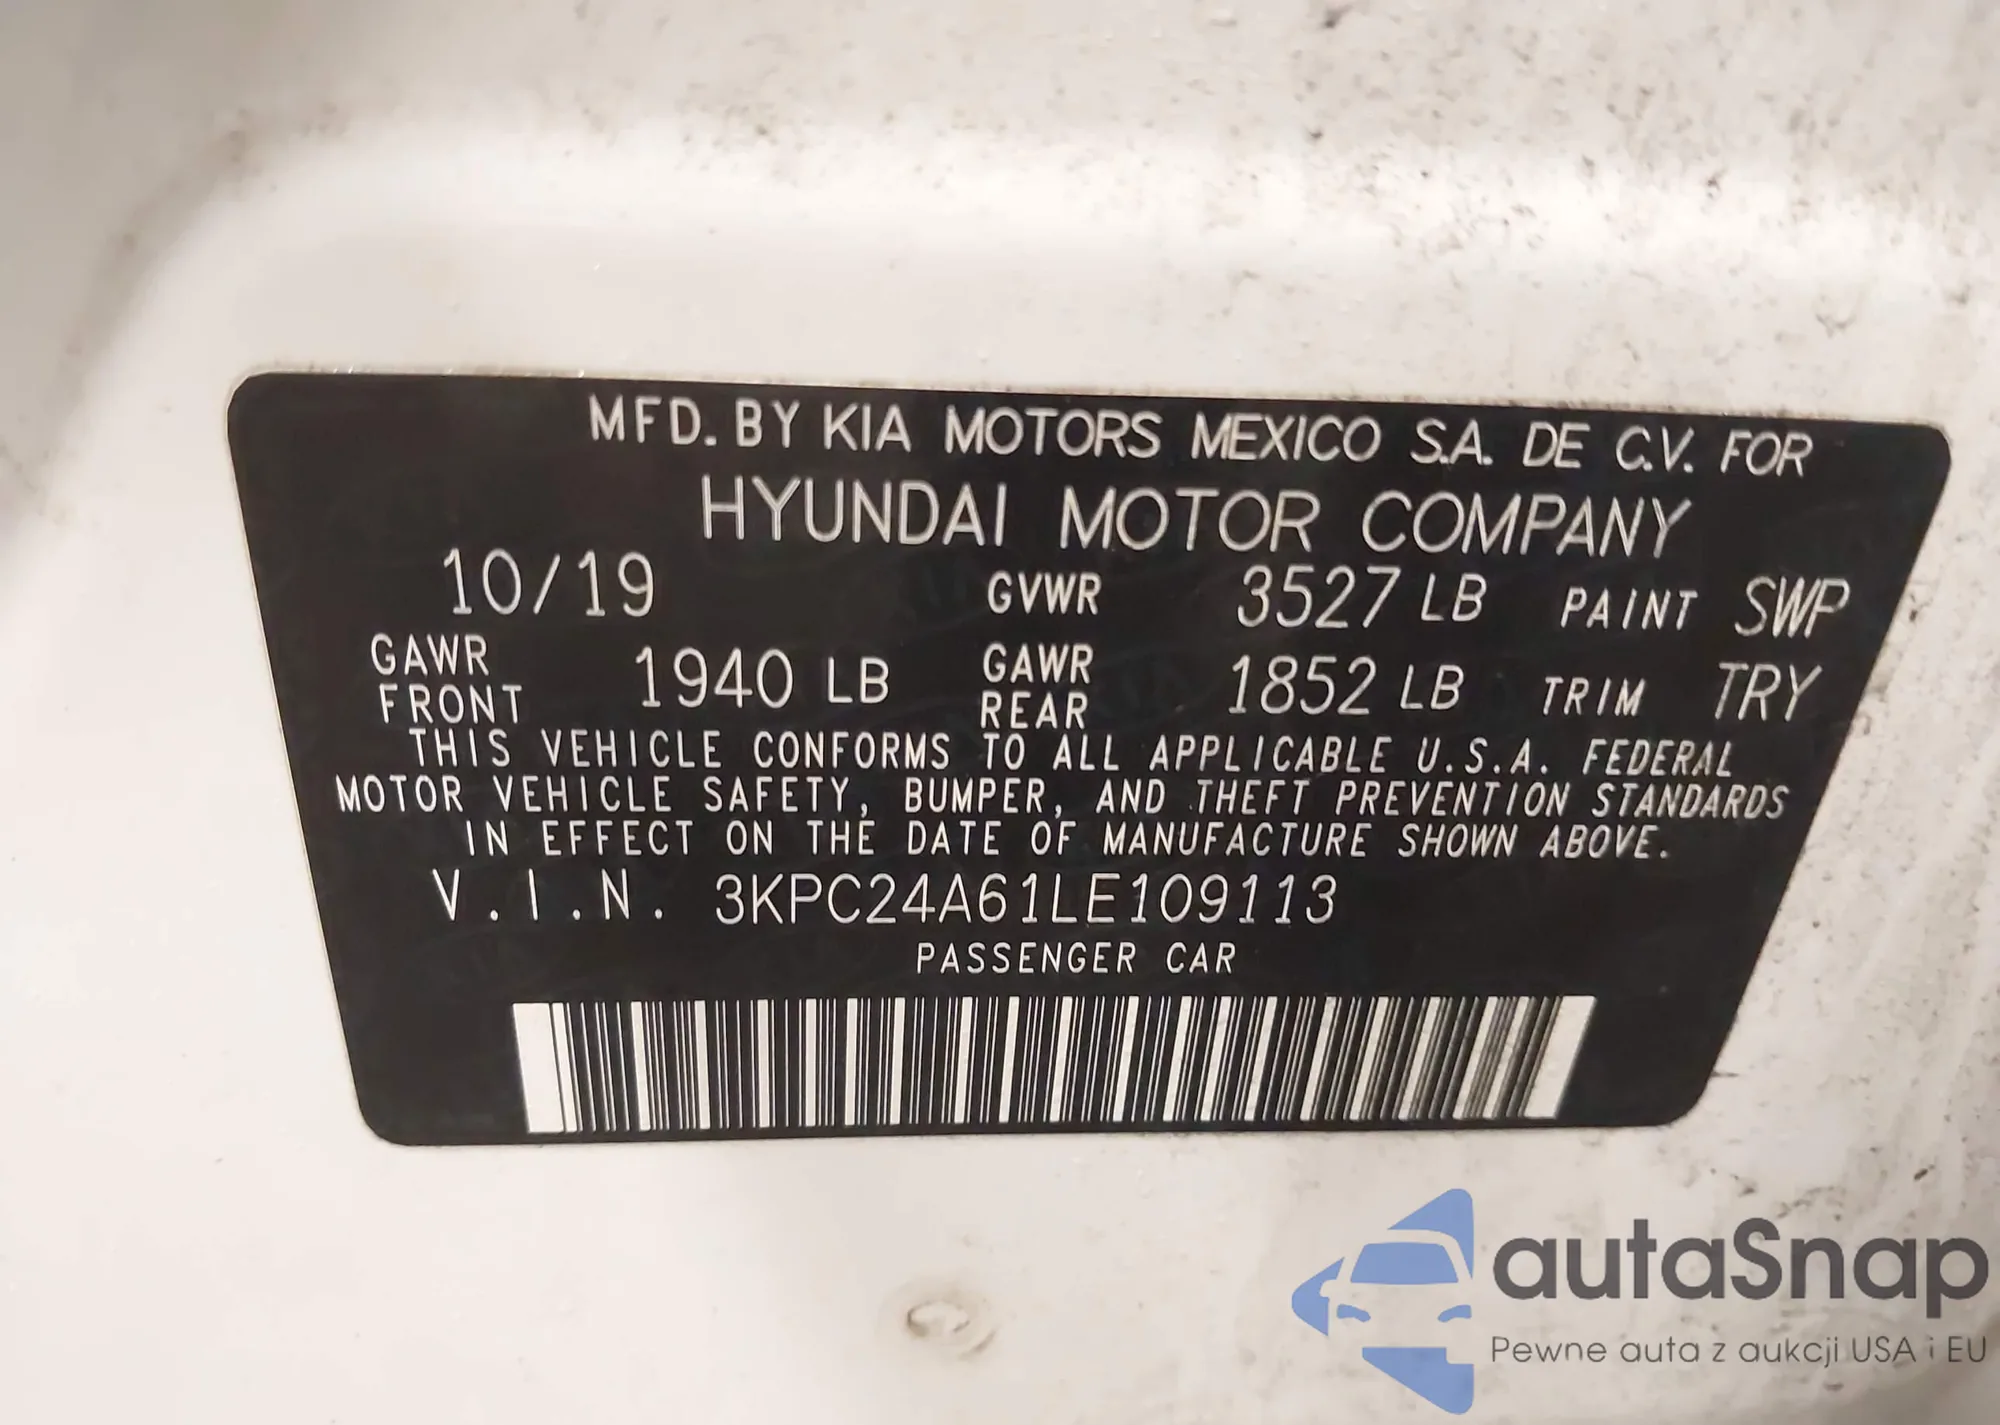 MFD. BY KIA MOTORS MEXICO S.A. DE C.V. FOR
HYUNDAI MOTOR COMPANY
10/19 GVWR 3527 LB PAINT SWP
GAWR FRONT 1940 LB GAWR REAR 1852 LB TRIM TRY
THIS VEHICLE CONFORMS TO ALL APPLICABLE U.S.A. FEDERAL
MOTOR VEHICLE SAFETY, BUMPER, AND THEFT PREVENTION STANDARDS
IN EFFECT ON THE DATE OF MANUFACTURE SHOWN ABOVE.
V.I.N. 3KPC24A61LE109113
PASSENGER CAR
autaSnap
Pewne auta z aukcji USA i EU